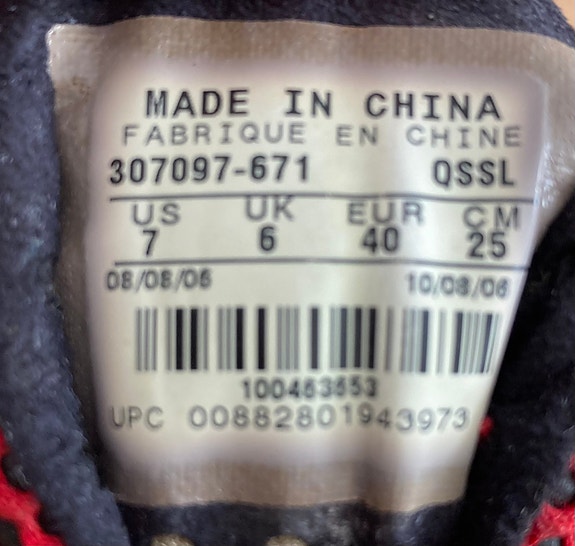 MADE IN CHINA
FABRIQUE EN CHINE
307097-671 QSSL
US UK EUR CM
7 6 40 25
08/08/06 10/08/06
100463653
UPC 00882801943973